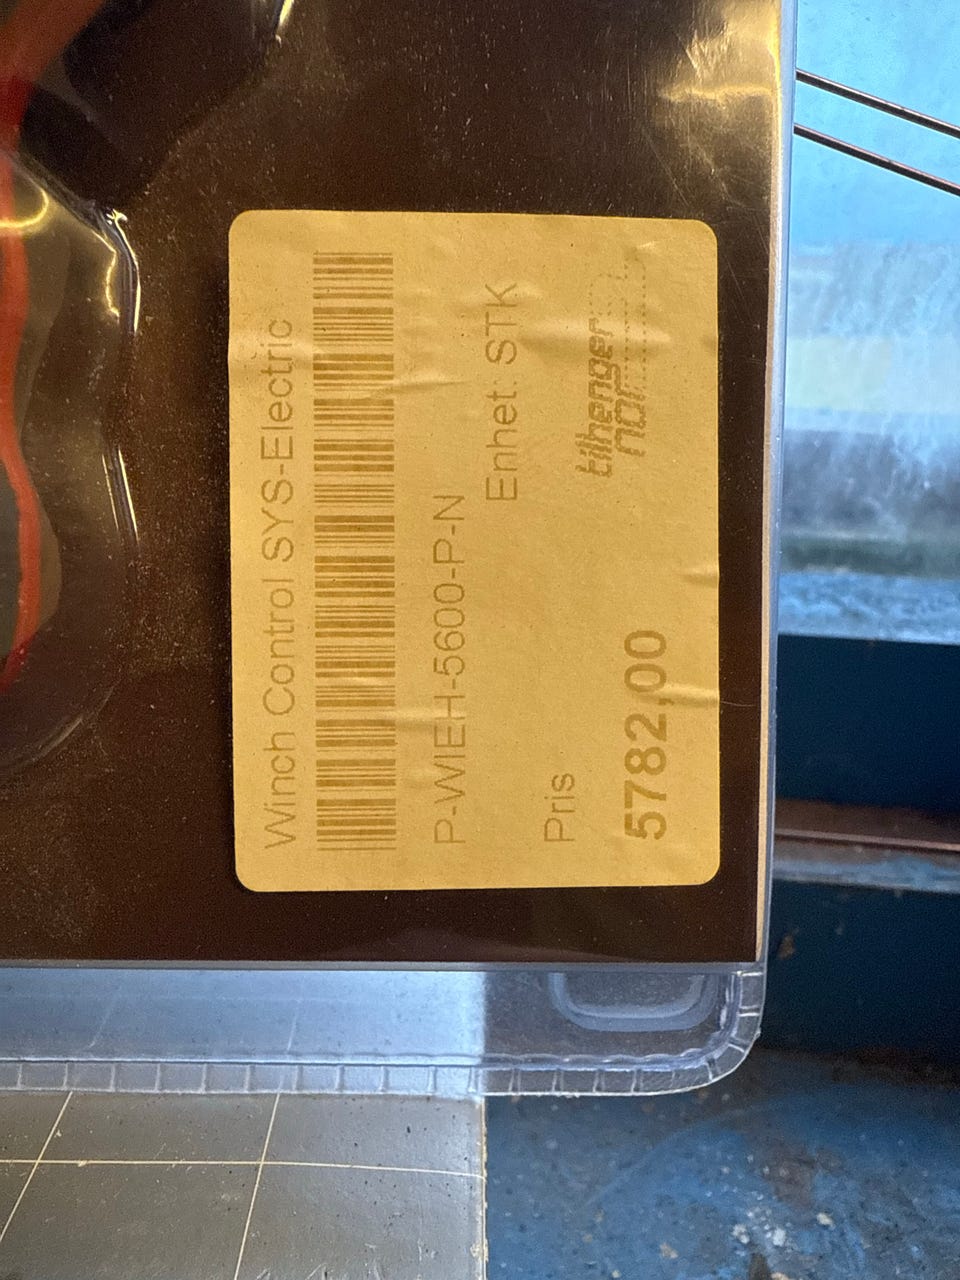 Winch Control SYS-Electric
P-WIEH-5600-P-N
Enhet: STK
Pris
5782,00
tilhenger
nor